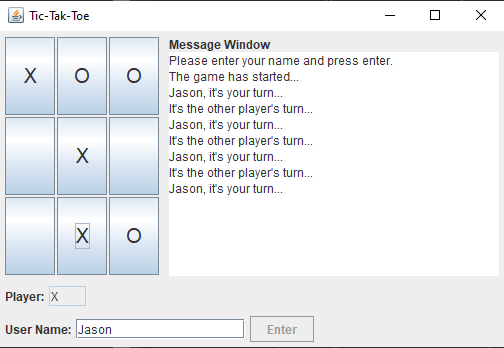 Tic-Tak-Toe
X O O
X
X O
Message Window
Please enter your name and press enter.
The game has started...
Jason, it's your turn...
It's the other player's turn...
Jason, it's your turn...
It's the other player's turn...
Jason, it's your turn...
It's the other player's turn...
Jason, it's your turn...
Player: X
User Name: Jason Enter